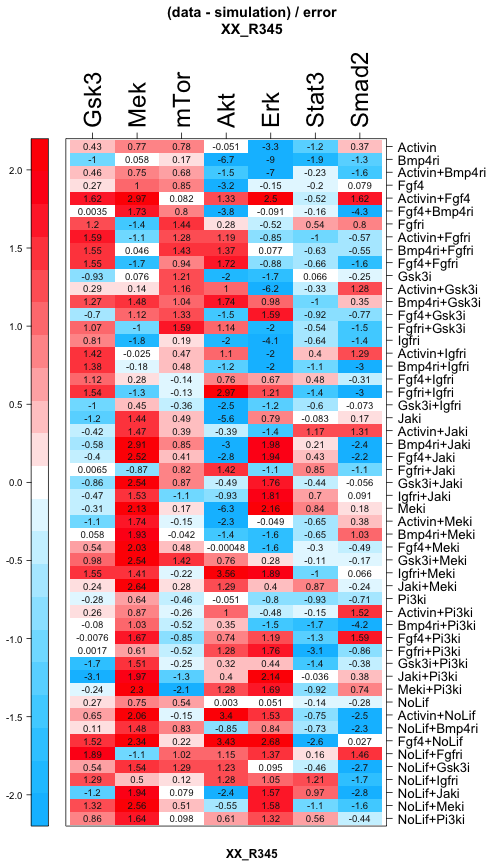 (data - simulation) / error
XX_R345
Gsk3 Mek mTor Akt Erk Stat3 Smad2
2.0
1.5
1.0
0.5
0.0
-0.5
-1.0
-1.5
-2.0
0.43 0.77 0.78 -0.051 -3.3 -1.2 0.37 Activin
-1 0.058 0.17 -6.7 -9 -1.9 -1.3 Bmp4ri
0.46 0.75 0.68 -1.5 -7 -0.23 -1.6 Activin+Bmp4ri
0.27 1 0.85 -3.2 -0.15 -0.2 0.079 Fgf4
1.62 2.97 0.082 1.33 2.5 -0.52 1.62 Activin+Fgf4
0.0035 1.73 0.8 -3.8 -0.091 -0.16 -4.3 Fgf4+Bmp4ri
1.2 -1.4 1.44 0.28 -0.52 0.54 0.8 Fgfri
1.59 -1.1 1.28 1.19 -0.85 -1 -0.57 Activin+Fgfri
1.55 0.046 1.43 1.37 0.077 -0.63 -0.55 Bmp4ri+Fgfri
1.55 -1.7 0.94 1.72 -0.88 -0.66 -1.6 Fgf4+Fgfri
-0.93 0.076 1.21 -2 -1.7 0.066 -0.25 Gsk3i
0.29 0.14 1.16 1 -6.2 -0.33 1.28 Activin+Gsk3i
1.27 1.48 1.04 1.74 0.98 -1 0.35 Bmp4ri+Gsk3i
-0.7 1.12 1.33 -1.5 1.59 -0.92 -0.77 Fgf4+Gsk3i
1.07 -1 1.59 1.14 -2 -0.54 -1.5 Fgfri+Gsk3i
0.81 -1.8 0.19 -2 -4.1 -0.64 -1.4 Igfri
1.42 -0.025 0.47 1.1 -2 0.4 1.29 Activin+Igfri
1.38 -0.18 0.48 -1.2 -2 -1.1 -3 Bmp4ri+Igfri
1.12 0.28 -0.14 0.76 0.67 0.48 -0.31 Fgf4+Igfri
1.54 -1.3 -0.13 2.97 1.21 -1.4 -3 Fgfri+Igfri
-1 0.45 -0.36 -2.5 -1.2 -0.6 -0.073 Gsk3i+Igfri
-1.2 1.44 0.49 -5.6 0.79 -0.083 0.17 Jaki
-0.42 1.47 0.39 -0.39 -1.4 1.17 1.31 Activin+Jaki
-0.58 2.91 0.85 -3 1.98 0.21 -2.4 Bmp4ri+Jaki
-0.4 2.52 0.41 -2.8 1.94 0.43 -2.2 Fgf4+Jaki
0.0065 -0.87 0.82 1.42 -1.1 0.85 -1.1 Fgfri+Jaki
-0.86 2.54 0.87 -0.49 1.76 -0.44 -0.056 Gsk3i+Jaki
-0.47 1.53 -1.1 -0.93 1.81 0.7 0.091 Igfri+Jaki
-0.31 2.13 0.17 -6.3 2.16 0.84 0.18 Meki
-1.1 1.74 -0.15 -2.3 -0.049 -0.65 0.38 Activin+Meki
0.058 1.93 -0.042 -1.4 -1.6 -0.65 1.03 Bmp4ri+Meki
0.54 2.03 0.48 -0.00048 -1.6 -0.3 -0.49 Fgf4+Meki
0.98 2.54 1.42 0.76 0.28 -0.11 -0.17 Gsk3i+Meki
1.55 1.41 -0.22 3.56 1.89 -1 0.066 Igfri+Meki
0.24 2.64 0.28 1.29 0.4 0.87 -0.24 Jaki+Meki
-0.28 0.64 -0.46 -0.051 -0.8 -0.93 -0.71 Pi3ki
-0.26 0.87 -0.26 1 -0.48 -0.15 1.52 Activin+Pi3ki
-0.08 1.03 -0.52 0.35 -1.5 -1.7 -4.2 Bmp4ri+Pi3ki
-0.0076 1.67 -0.85 0.74 1.19 -1.3 1.59 Fgf4+Pi3ki
0.0017 0.61 -0.52 1.28 1.76 -3.1 -0.86 Fgfri+Pi3ki
-1.7 1.51 -0.25 0.32 0.44 -1.4 -0.38 Gsk3i+Pi3ki
-3.1 1.97 -1.3 0.4 2.14 -0.036 0.38 Jaki+Pi3ki
-0.24 2.3 -2.1 1.28 1.69 -0.92 0.74 Meki+Pi3ki
0.27 0.75 0.54 0.003 0.051 -0.14 -0.28 NoLif
0.65 2.06 -0.15 3.4 1.53 -0.75 -2.5 Activin+NoLif
0.11 1.48 0.83 -0.85 0.84 -0.73 -2.3 NoLif+Bmp4ri
1.52 2.34 0.22 3.43 2.68 -2.6 0.027 Fgf4+NoLif
1.89 -1.1 1.02 1.15 1.37 0.16 1.46 NoLif+Fgfri
0.54 1.54 1.29 1.23 0.095 -0.46 -2.7 NoLif+Gsk3i
1.29 0.5 0.12 1.28 1.05 1.21 -1.7 NoLif+Igfri
-1.2 1.94 0.079 -2.4 1.57 0.97 -2.8 NoLif+Jaki
1.32 2.56 0.51 -0.55 1.58 -1.1 -1.6 NoLif+Meki
0.86 1.64 0.098 0.61 1.32 0.56 -0.44 NoLif+Pi3ki
XX_R345